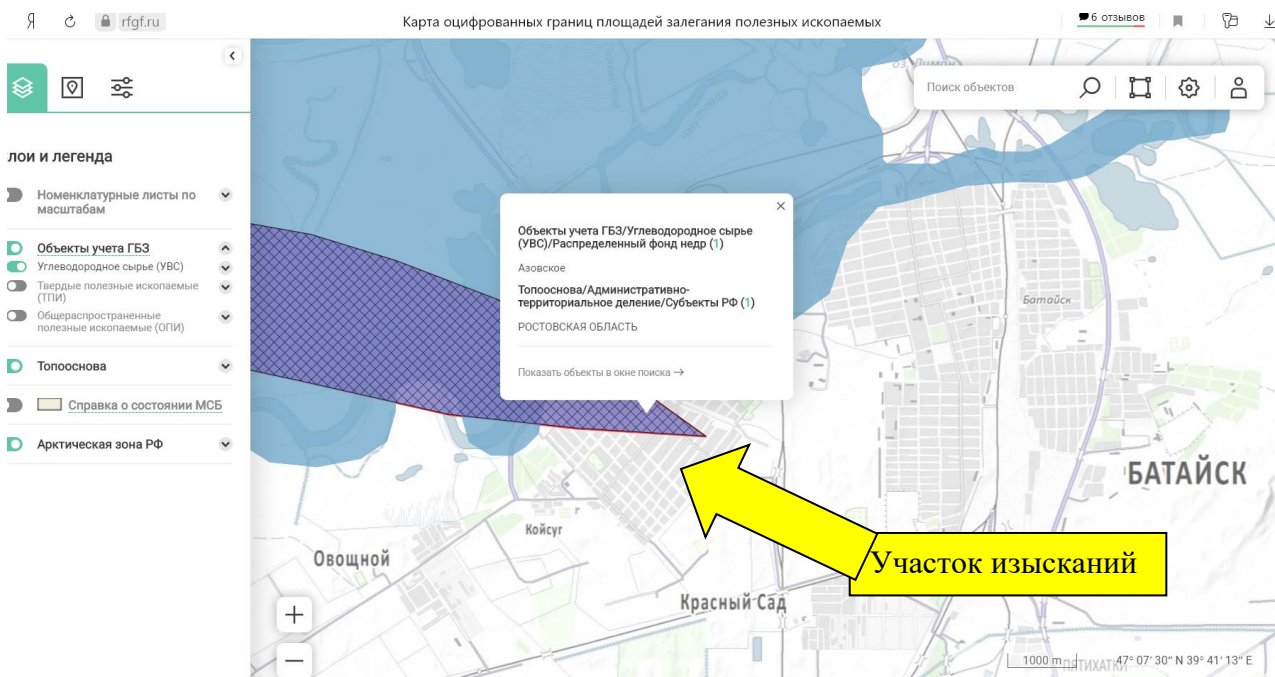 Я rfgf.ru Карта оцифрованных границ площадей залегания полезных ископаемых 6 отзывов
Поиск объектов
лои и легенда
Номенклатурные листы по
масштабам
Объекты учета ГБЗ
Углеводородное сырье (УВС)
Твердые полезные ископаемые
(ТПИ)
Общераспространенные
полезные ископаемые (ОПИ)
Топооснова
Справка о состоянии МСБ
Арктическая зона РФ
оз. Лиман
Объекты учета ГБЗ/Углеводородное сырье
(УВС)/Распределенный фонд недр (1)
Азовское
Топооснова/Административно-
территориальное деление/Субъекты РФ (1)
РОСТОВСКАЯ ОБЛАСТЬ
Показать объекты в окне поиска →
Батайск
БАТАЙСК
Койсуг
Овощной
Участок изысканий
Красный Сад
+
−
1000 m
ПЯТИХАТКИ
47° 07' 30" N 39° 41' 13" E